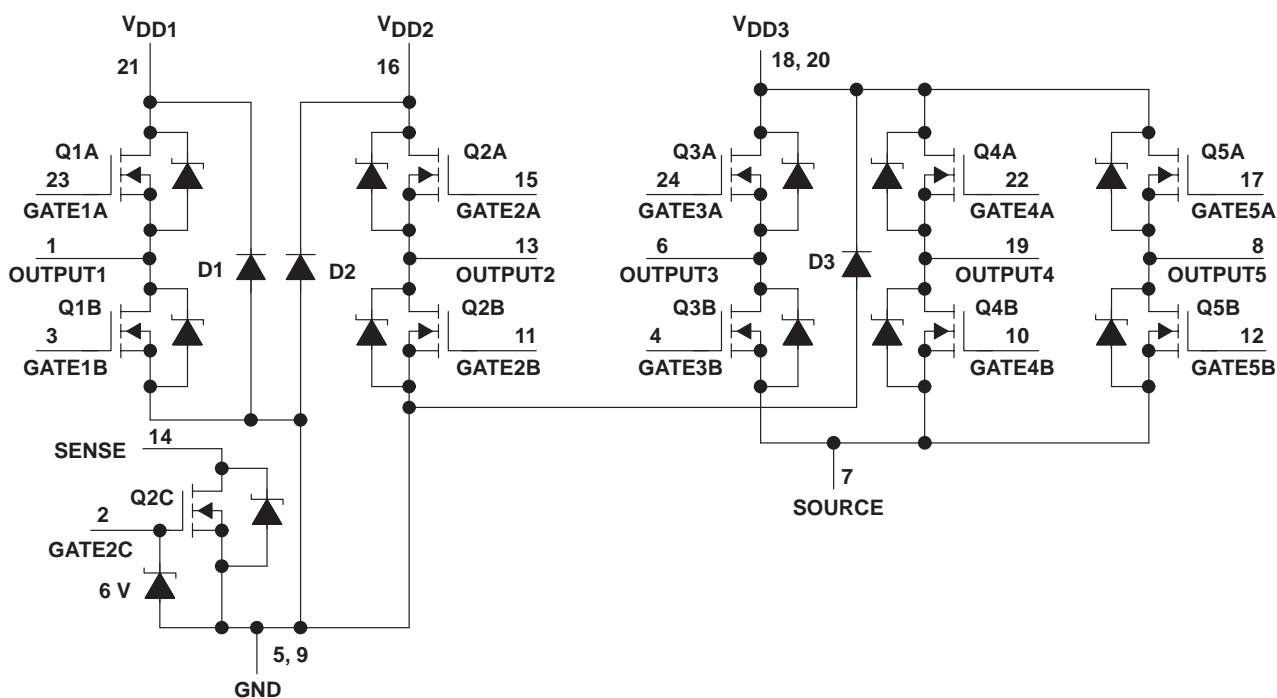 VDD1 VDD2 VDD3
21 16 18, 20
Q1A Q2A Q3A Q4A Q5A
23 15 24 22 17
GATE1A GATE2A GATE3A GATE4A GATE5A
1 13 6 19 8
OUTPUT1 D1 D2 OUTPUT2 OUTPUT3 D3 OUTPUT4 OUTPUT5
Q1B Q2B Q3B Q4B Q5B
3 11 4 10 12
GATE1B GATE2B GATE3B GATE4B GATE5B
14
SENSE
7
Q2C
SOURCE
2
GATE2C
6 V
5, 9
GND